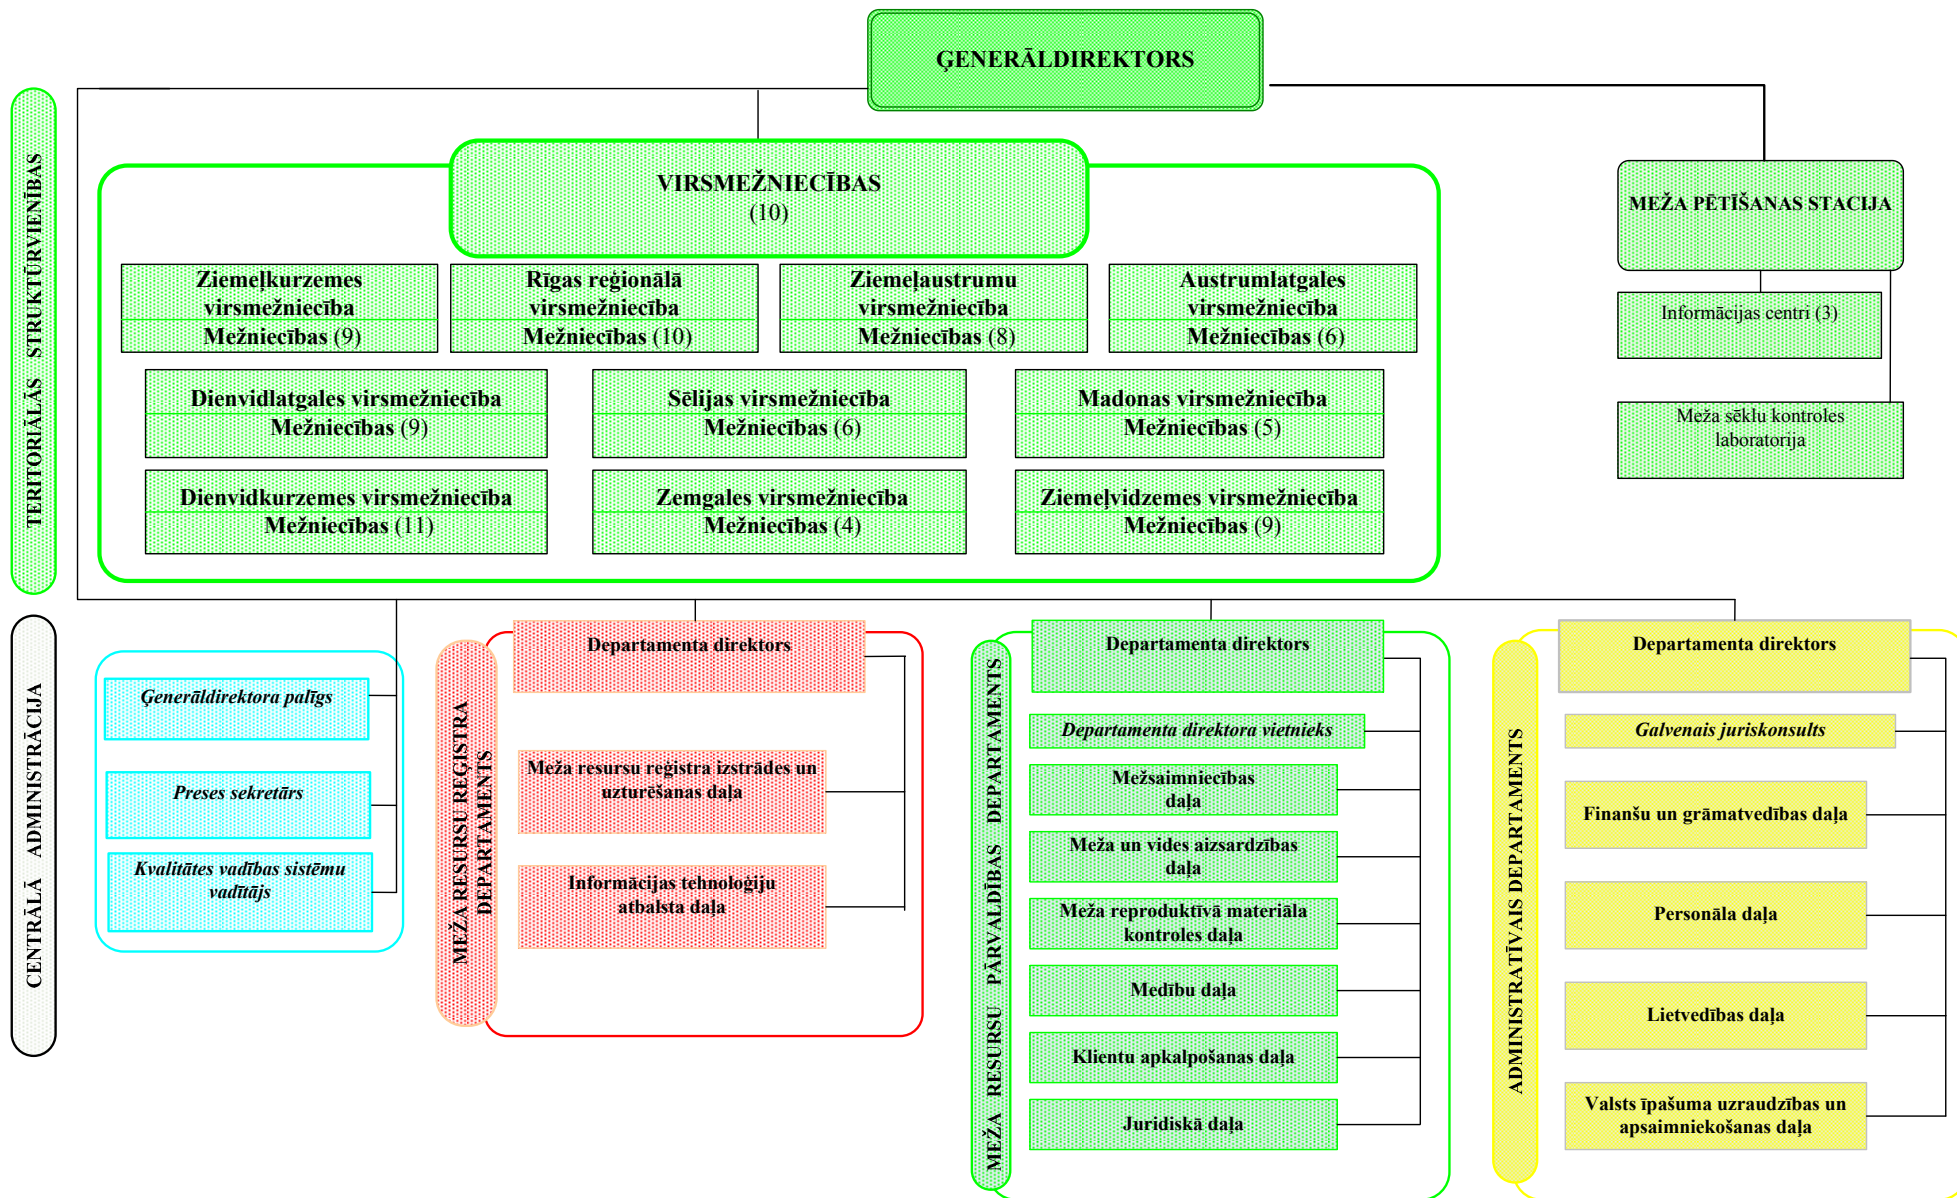 ĢENERĀLDIREKTORS
TERITORIĀLĀS STRUKTŪRVIENĪBAS
VIRSMEŽNIECĪBAS
(10)
Ziemeļkurzemes
virsmežniecība
Mežniecības (9)
Rīgas reģionālā
virsmežniecība
Mežniecības (10)
Ziemeļaustrumu
virsmežniecība
Mežniecības (8)
Austrumlatgales
virsmežniecība
Mežniecības (6)
Dienvidlatgales virsmežniecība
Mežniecības (9)
Sēlijas virsmežniecība
Mežniecības (6)
Madonas virsmežniecība
Mežniecības (5)
Dienvidkurzemes virsmežniecība
Mežniecības (11)
Zemgales virsmežniecība
Mežniecības (4)
Ziemeļvidzemes virsmežniecība
Mežniecības (9)
MEŽA PĒTĪŠANAS STACIJA
Informācijas centri (3)
Meža sēklu kontroles
laboratorija
CENTRĀLĀ ADMINISTRĀCIJA
Ģenerāldirektora palīgs
Preses sekretārs
Kvalitātes vadības sistēmu
vadītājs
MEŽA RESURSU REĢISTRA
DEPARTAMENTS
Departamenta direktors
Meža resursu reģistra izstrādes un
uzturēšanas daļa
Informācijas tehnoloģiju
atbalsta daļa
MEŽA RESURSU PĀRVALDĪBAS DEPARTAMENTS
Departamenta direktors
Departamenta direktora vietnieks
Mežsaimniecības
daļa
Meža un vides aizsardzības
daļa
Meža reproduktīvā materiāla
kontroles daļa
Medību daļa
Klientu apkalpošanas daļa
Juridiskā daļa
ADMINISTRATĪVAIS DEPARTAMENTS
Departamenta direktors
Galvenais juriskonsults
Finanšu un grāmatvedības daļa
Personāla daļa
Lietvedības daļa
Valsts īpašuma uzraudzības un
apsaimniekošanas daļa